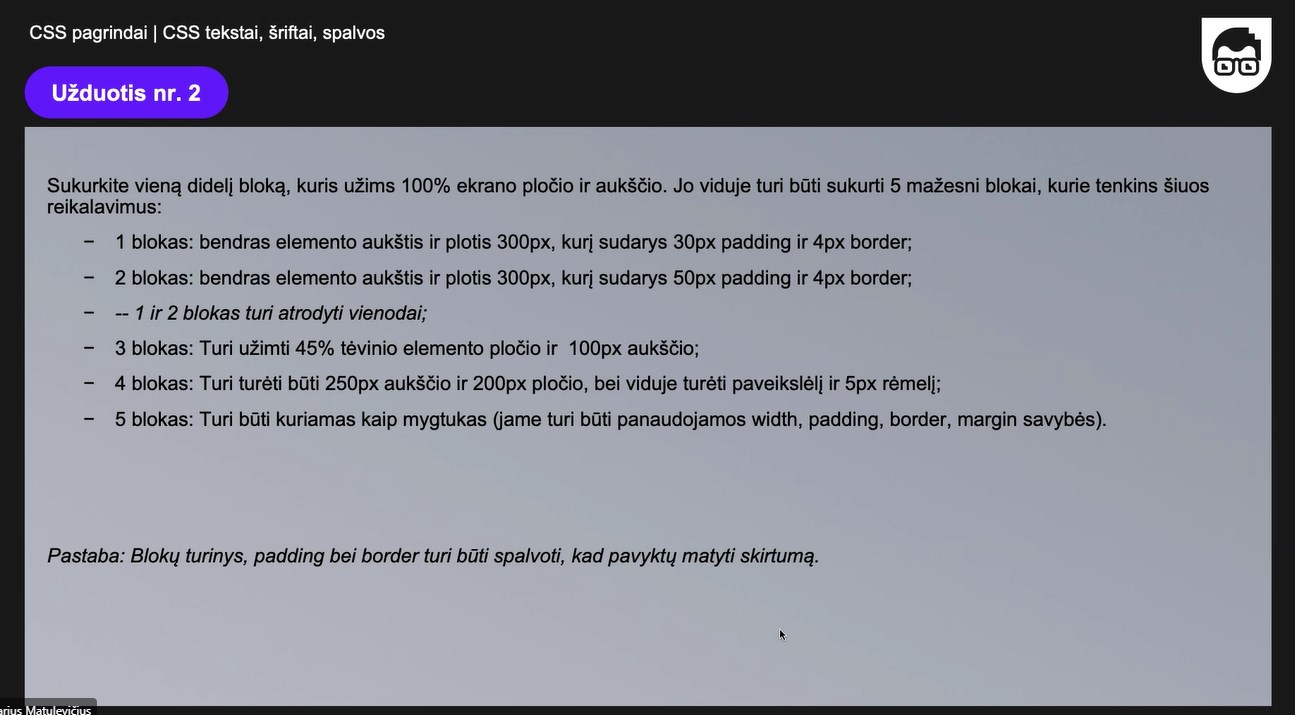 CSS pagrindai | CSS tekstai, šriftai, spalvos
Užduotis nr. 2
Sukurkite vieną didelį bloką, kuris užims 100% ekrano pločio ir aukščio. Jo viduje turi būti sukurti 5 mažesni blokai, kurie tenkins šiuos
reikalavimus:
− 1 blokas: bendras elemento aukštis ir plotis 300px, kurį sudarys 30px padding ir 4px border;
− 2 blokas: bendras elemento aukštis ir plotis 300px, kurį sudarys 50px padding ir 4px border;
− -- 1 ir 2 blokas turi atrodyti vienodai;
− 3 blokas: Turi užimti 45% tėvinio elemento pločio ir  100px aukščio;
− 4 blokas: Turi turėti būti 250px aukščio ir 200px pločio, bei viduje turėti paveikslėlį ir 5px rėmelį;
− 5 blokas: Turi būti kuriamas kaip mygtukas (jame turi būti panaudojamos width, padding, border, margin savybės).
Pastaba: Blokų turinys, padding bei border turi būti spalvoti, kad pavyktų matyti skirtumą.
arius Matulevičius